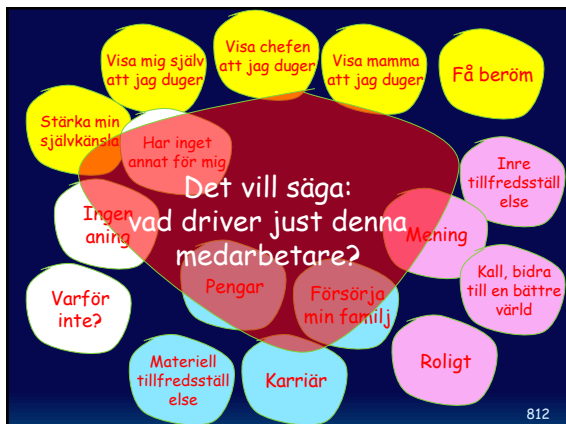 Visa mig själv
att jag duger
Visa chefen
att jag duger
Visa mamma
att jag duger
Få beröm
Stärka min
självkänsla
Har inget
annat för mig
Inre
tillfredsställ
else
Det vill säga:
vad driver just denna
medarbetare?
Ingen
aning
Mening
Kall, bidra
till en bättre
värld
Pengar
Försörja
min familj
Varför
inte?
Materiell
tillfredsställ
else
Karriär
Roligt
812